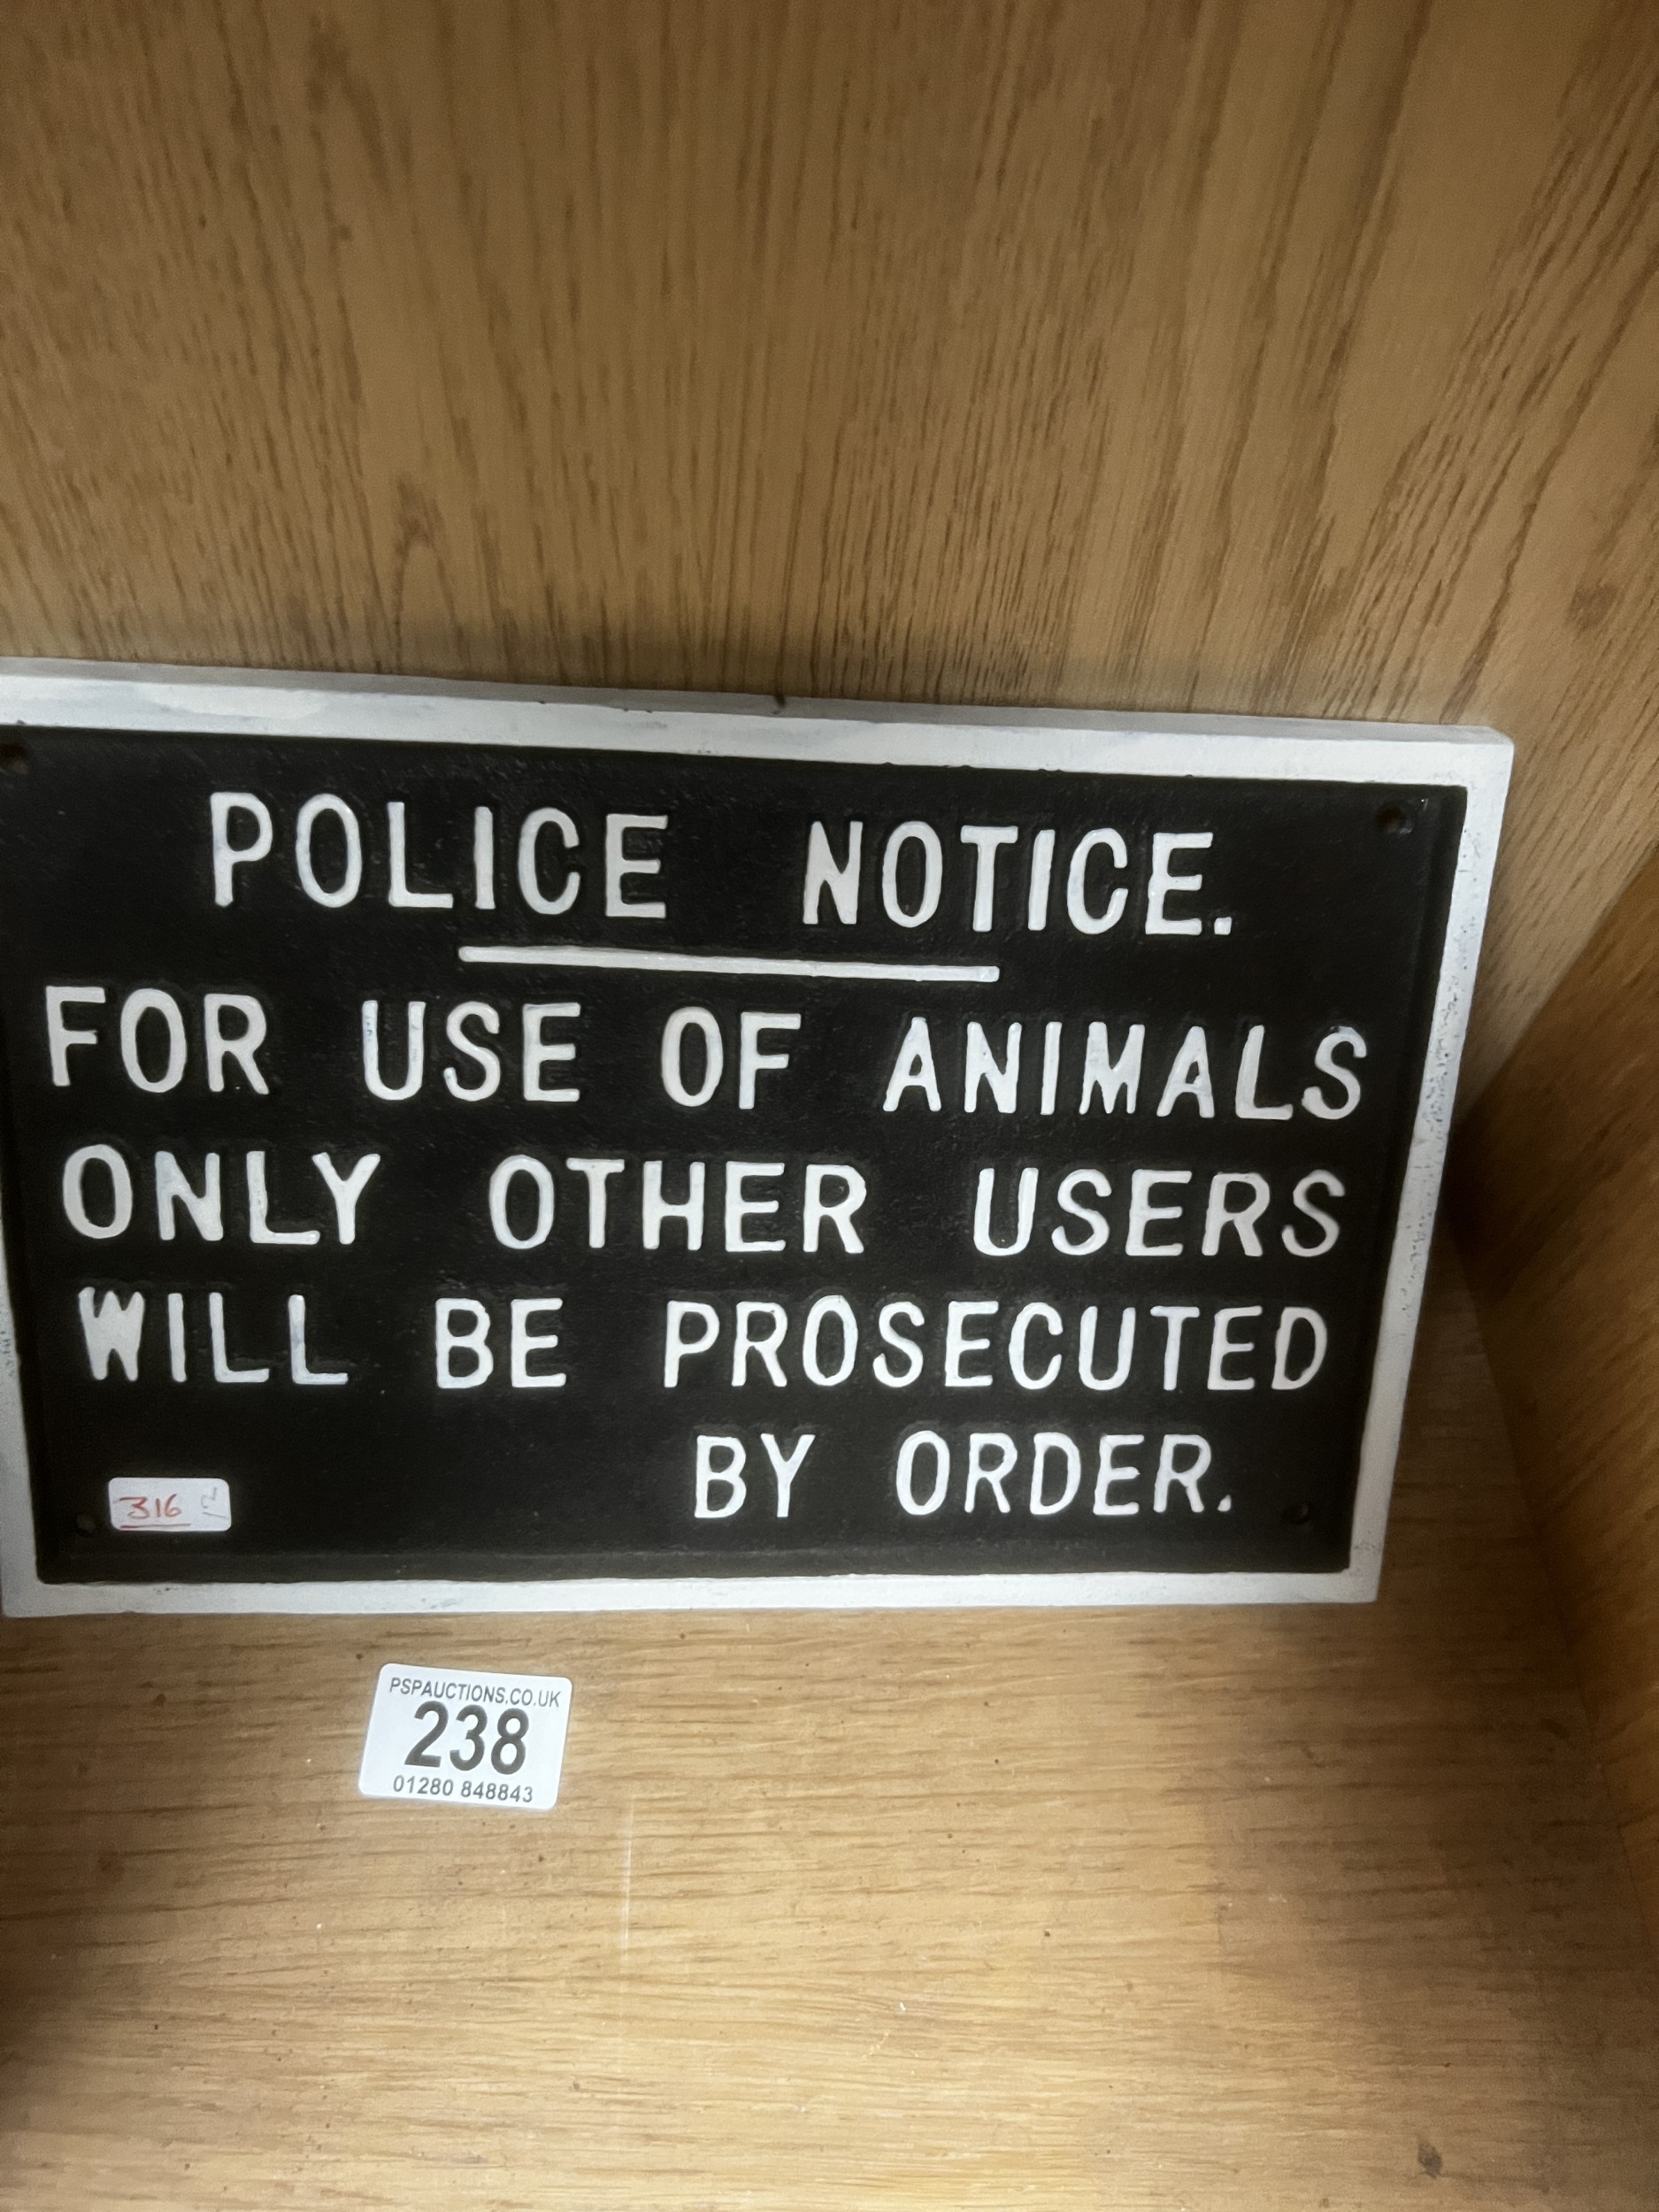 POLICE NOTICE.
FOR USE OF ANIMALS
ONLY OTHER USERS
WILL BE PROSECUTED
BY ORDER.
316
PSPAUCTIONS.CO.UK
238
01280 848843